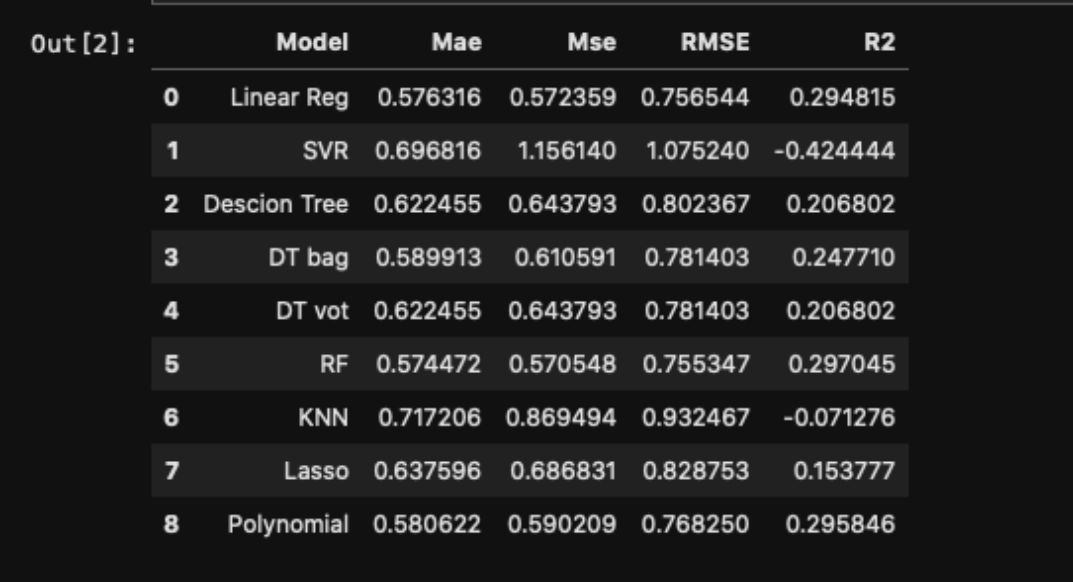 Out[2]: Model Mae Mse RMSE R2
0 Linear Reg 0.576316 0.572359 0.756544 0.294815
1 SVR 0.696816 1.156140 1.075240 -0.424444
2 Descion Tree 0.622455 0.643793 0.802367 0.206802
3 DT bag 0.589913 0.610591 0.781403 0.247710
4 DT vot 0.622455 0.643793 0.781403 0.206802
5 RF 0.574472 0.570548 0.755347 0.297045
6 KNN 0.717206 0.869494 0.932467 -0.071276
7 Lasso 0.637596 0.686831 0.828753 0.153777
8 Polynomial 0.580622 0.590209 0.768250 0.295846